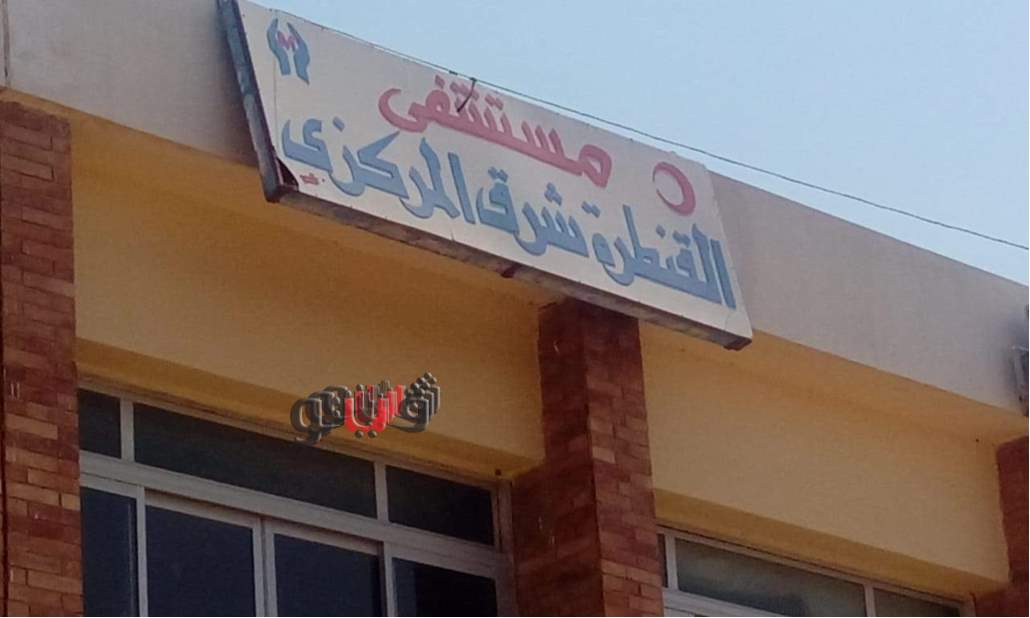 مستشفى
القنطرة شرق المركزي